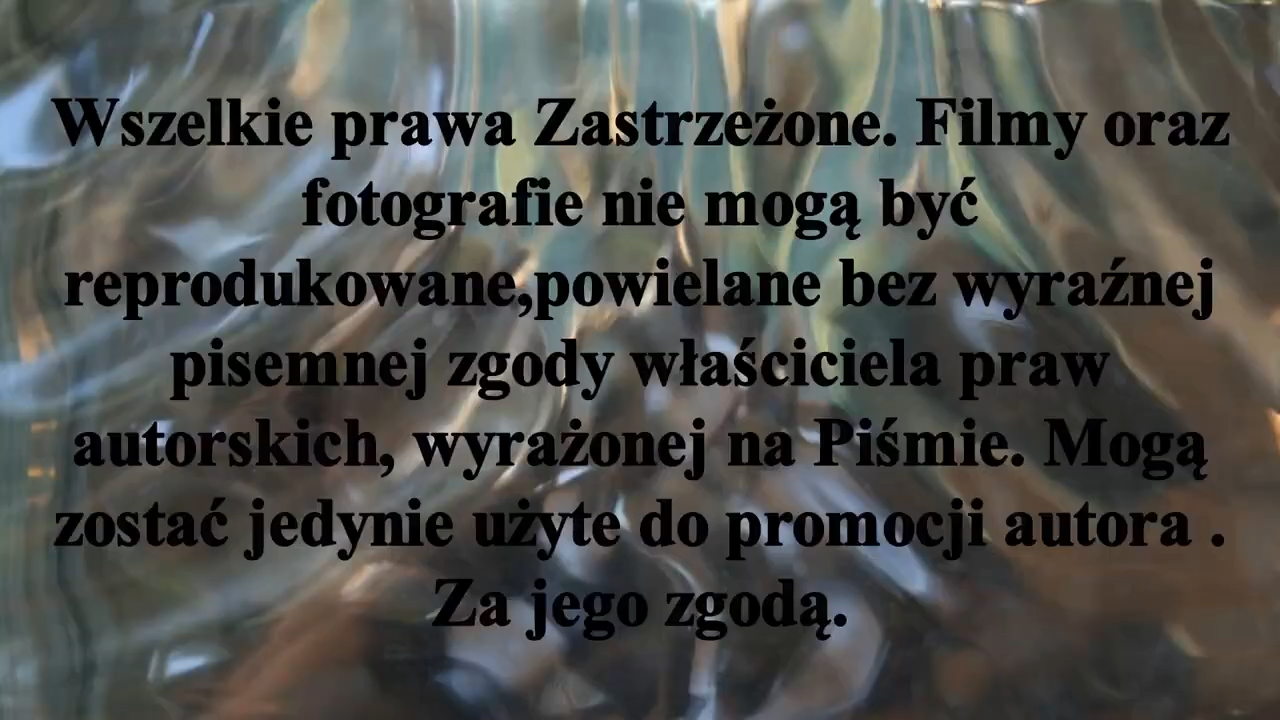 Wszelkie prawa Zastrzeżone. Filmy oraz
fotografie nie mogą być
reprodukowane,powielane bez wyraźnej
pisemnej zgody właściciela praw
autorskich, wyrażonej na Piśmie. Mogą
zostać jedynie użyte do promocji autora .
Za jego zgodą.